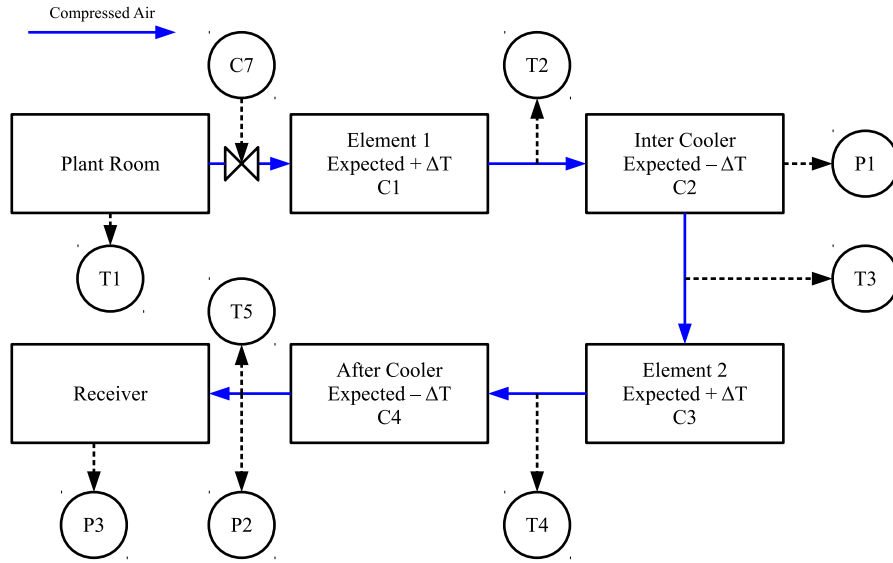 Compressed Air
C7
T2
Plant Room
Element 1
Expected + ΔT
C1
Inter Cooler
Expected – ΔT
C2
P1
T1
T5
T3
Receiver
After Cooler
Expected – ΔT
C4
Element 2
Expected + ΔT
C3
P3
P2
T4